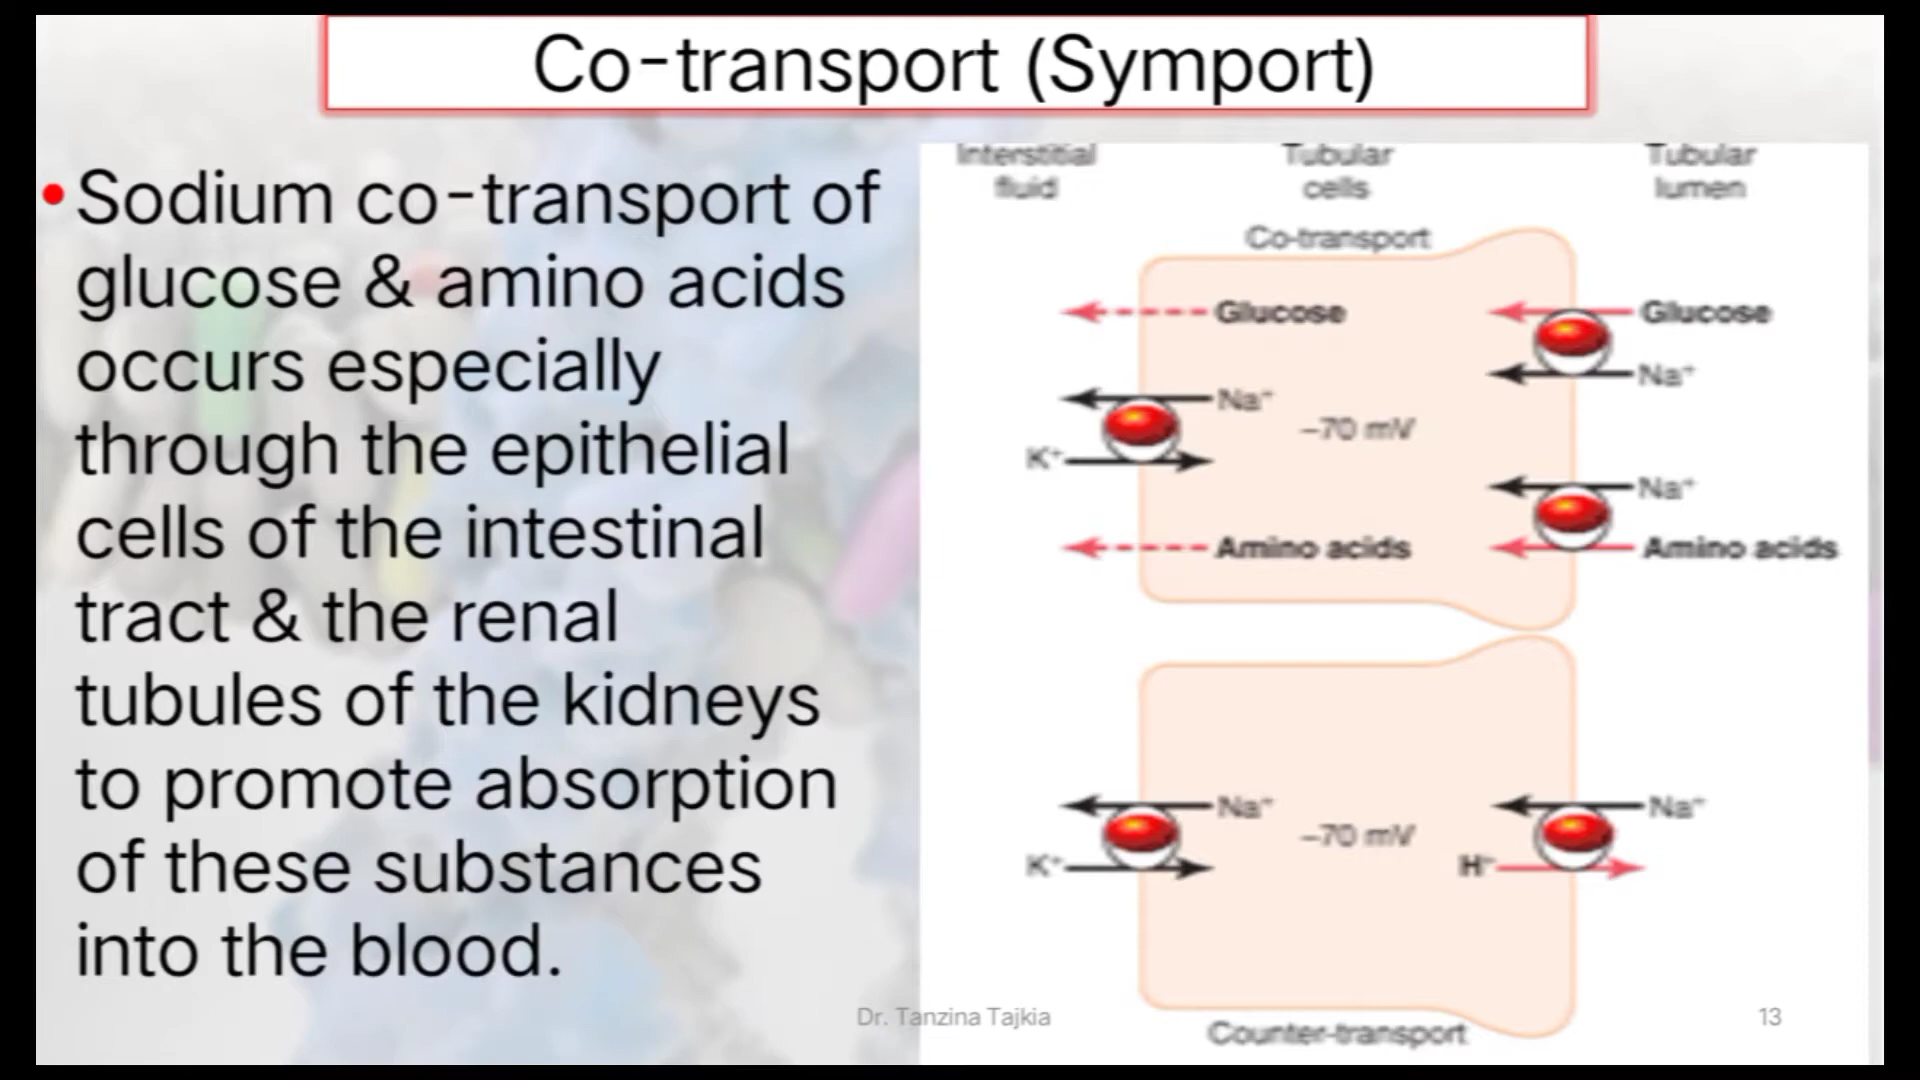 Co-transport (Symport)
• Sodium co-transport of
glucose & amino acids
occurs especially
through the epithelial
cells of the intestinal
tract & the renal
tubules of the kidneys
to promote absorption
of these substances
into the blood.
Interstitial fluid
Tubular cells
Tubular lumen
Co-transport
Glucose
Glucose
Na⁺
Na⁺
–70 mV
K⁺
Na⁺
Amino acids
Amino acids
Na⁺
Na⁺
–70 mV
K⁺
H⁺
Counter-transport
Dr. Tanzina Tajkia
13